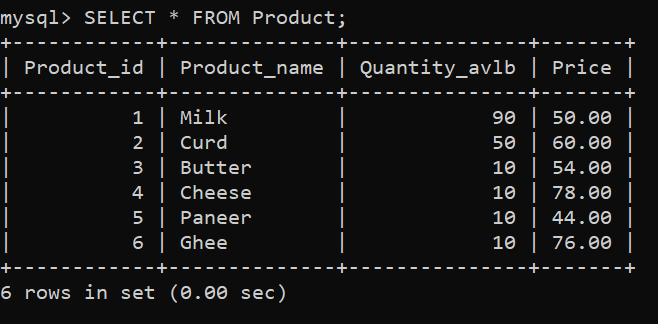 mysql> SELECT * FROM Product;
+------------+--------------+---------------+-------+
| Product_id | Product_name | Quantity_avlb | Price |
+------------+--------------+---------------+-------+
|          1 | Milk         |            90 | 50.00 |
|          2 | Curd         |            50 | 60.00 |
|          3 | Butter       |            10 | 54.00 |
|          4 | Cheese       |            10 | 78.00 |
|          5 | Paneer       |            10 | 44.00 |
|          6 | Ghee         |            10 | 76.00 |
+------------+--------------+---------------+-------+
6 rows in set (0.00 sec)